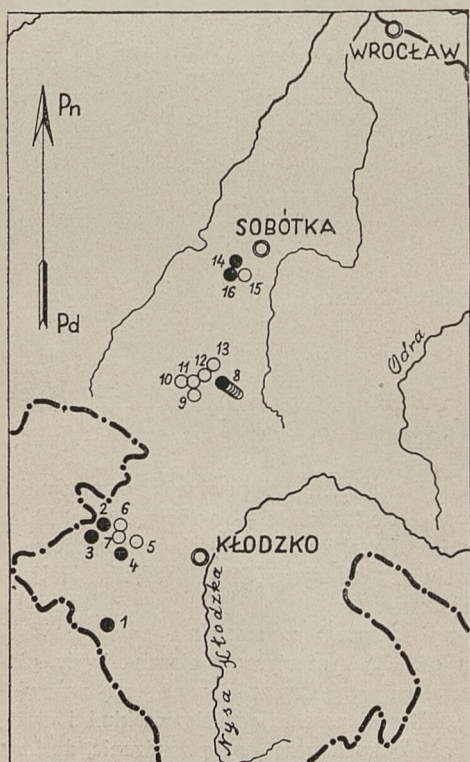 WROCŁAW
Pn
SOBÓTKA
14
16
15
Pd
Odra
13
12
11
10
8
9
2
6
3
7
5
4
KŁODZKO
1
Nysa Kłodzka